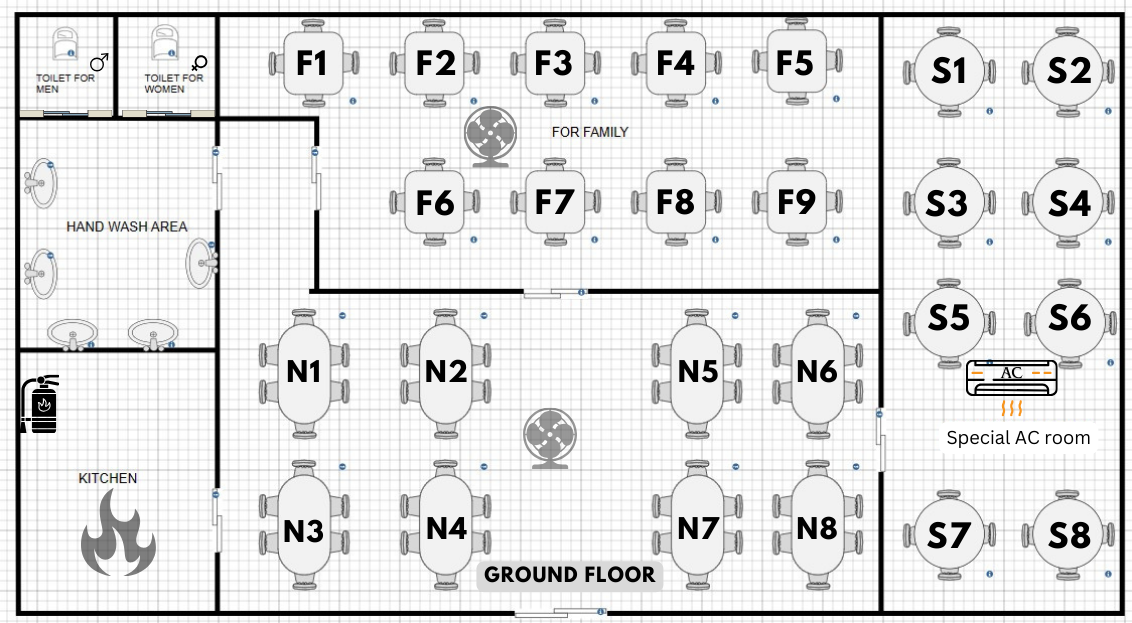 TOILET FOR
MEN
TOILET FOR
WOMEN
F1
F2
F3
F4
F5
S1
S2
FOR FAMILY
F6
F7
F8
F9
S3
S4
HAND WASH AREA
S5
S6
N1
N2
N5
N6
AC
Special AC room
KITCHEN
N3
N4
N7
N8
S7
S8
GROUND FLOOR